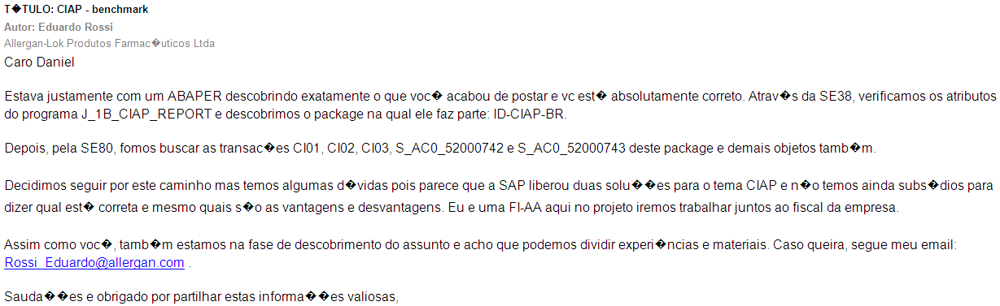 T�TULO: CIAP - benchmark
Autor: Eduardo Rossi
Allergan-Lok Produtos Farmac�uticos Ltda
Caro Daniel
Estava justamente com um ABAPER descobrindo exatamente o que voc� acabou de postar e vc est� absolutamente correto. Atrav�s da SE38, verificamos os atributos
do programa J_1B_CIAP_REPORT e descobrimos o package na qual ele faz parte: ID-CIAP-BR.
Depois, pela SE80, fomos buscar as transac�es CI01, CI02, CI03, S_AC0_52000742 e S_AC0_52000743 deste package e demais objetos tamb�m.
Decidimos seguir por este caminho mas temos algumas d�vidas pois parece que a SAP liberou duas solu��es para o tema CIAP e n�o temos ainda subs�dios para
dizer qual est� correta e mesmo quais s�o as vantagens e desvantagens. Eu e uma FI-AA aqui no projeto iremos trabalhar juntos ao fiscal da empresa.
Assim como voc�, tamb�m estamos na fase de descobrimento do assunto e acho que podemos dividir experi�ncias e materiais. Caso queira, segue meu email:
Rossi_Eduardo@allergan.com .
Sauda��es e obrigado por partilhar estas informa��es valiosas,